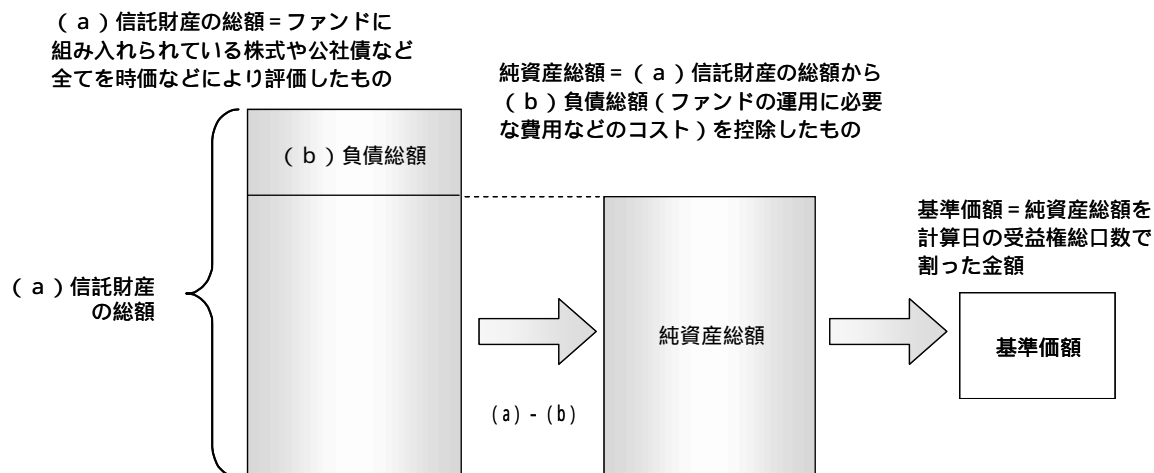 (a)信託財産の総額=ファンドに
組み入れられている株式や公社債など
全てを時価などにより評価したもの
純資産総額=(a)信託財産の総額から
(b)負債総額(ファンドの運用に必要
な費用などのコスト)を控除したもの
(b)負債総額
基準価額=純資産総額を
計算日の受益権総口数で
割った金額
(a)信託財産
の総額
純資産総額
基準価額
(a) - (b)